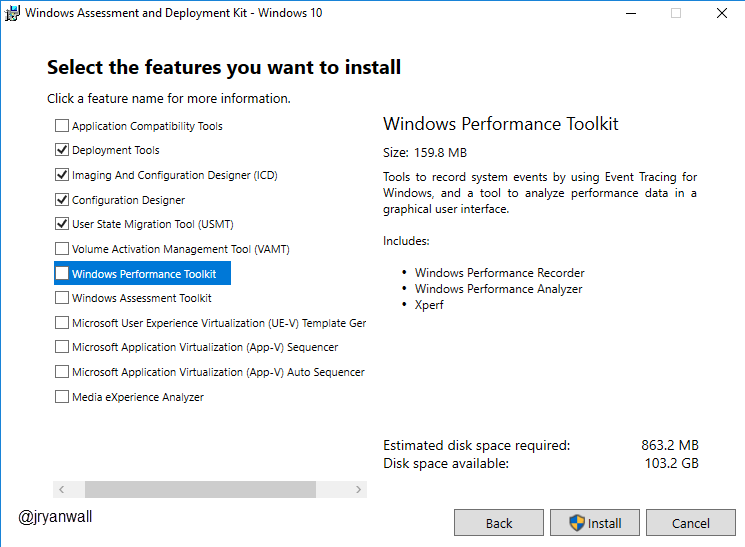 Windows Assessment and Deployment Kit - Windows 10
Select the features you want to install
Click a feature name for more information.
Application Compatibility Tools
Deployment Tools
Imaging And Configuration Designer (ICD)
Configuration Designer
User State Migration Tool (USMT)
Volume Activation Management Tool (VAMT)
Windows Performance Toolkit
Windows Assessment Toolkit
Microsoft User Experience Virtualization (UE-V) Template Ger
Microsoft Application Virtualization (App-V) Sequencer
Microsoft Application Virtualization (App-V) Auto Sequencer
Media eXperience Analyzer
Windows Performance Toolkit
Size: 159.8 MB
Tools to record system events by using Event Tracing for
Windows, and a tool to analyze performance data in a
graphical user interface.
Includes:
• Windows Performance Recorder
• Windows Performance Analyzer
• Xperf
Estimated disk space required: 863.2 MB
Disk space available: 103.2 GB
@jryanwall
Back
Install
Cancel